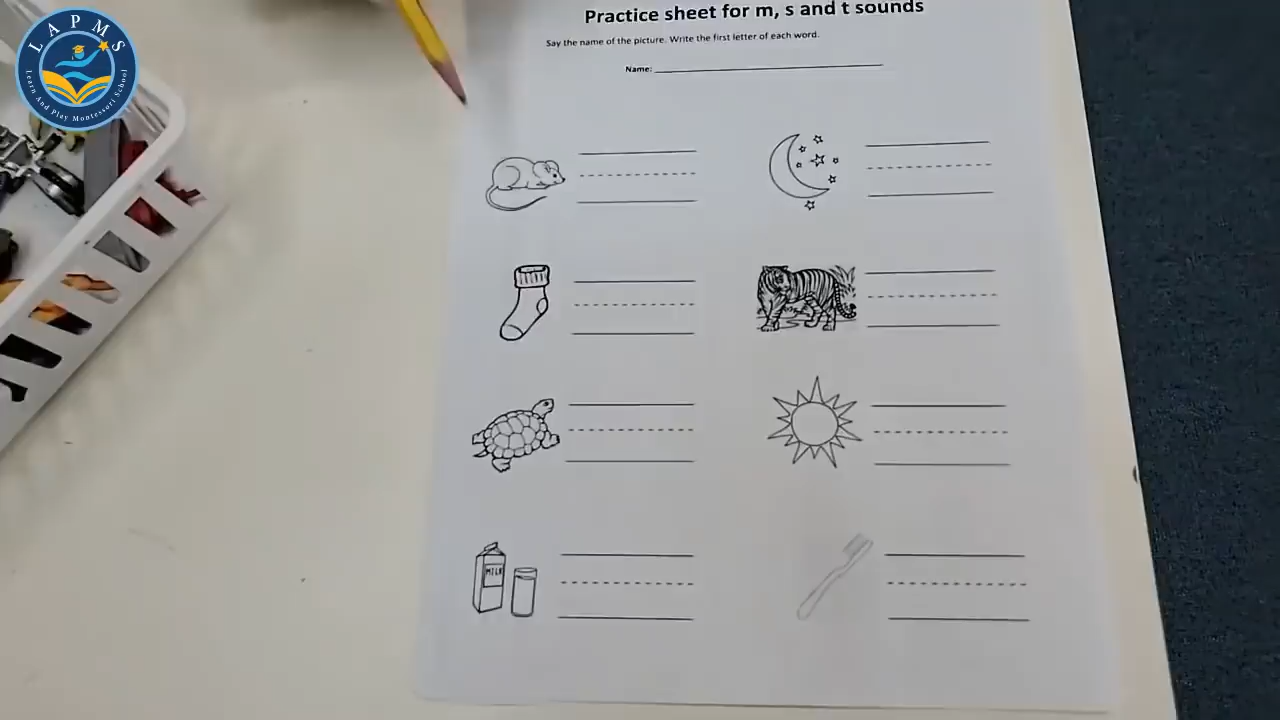 LAPMS
Learn And Play Montessori School
Practice sheet for m, s and t sounds
Say the name of the picture. Write the first letter of each word.
Name:
MILK